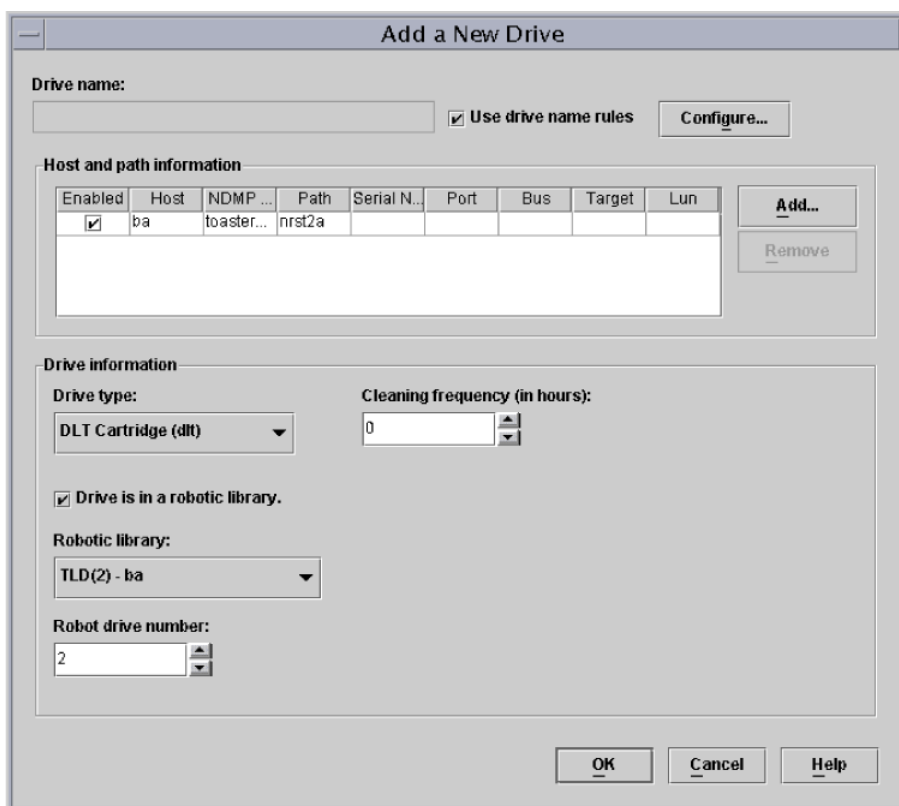 Add a New Drive
Drive name:
Use drive name rules
Configure...
Host and path information
Enabled Host NDMP ... Path Serial N... Port Bus Target Lun
ba toaster... nrst2a
Add...
Remove
Drive information
Drive type:
Cleaning frequency (in hours):
DLT Cartridge (dlt)
0
Drive is in a robotic library.
Robotic library:
TLD(2) - ba
Robot drive number:
2
OK Cancel Help